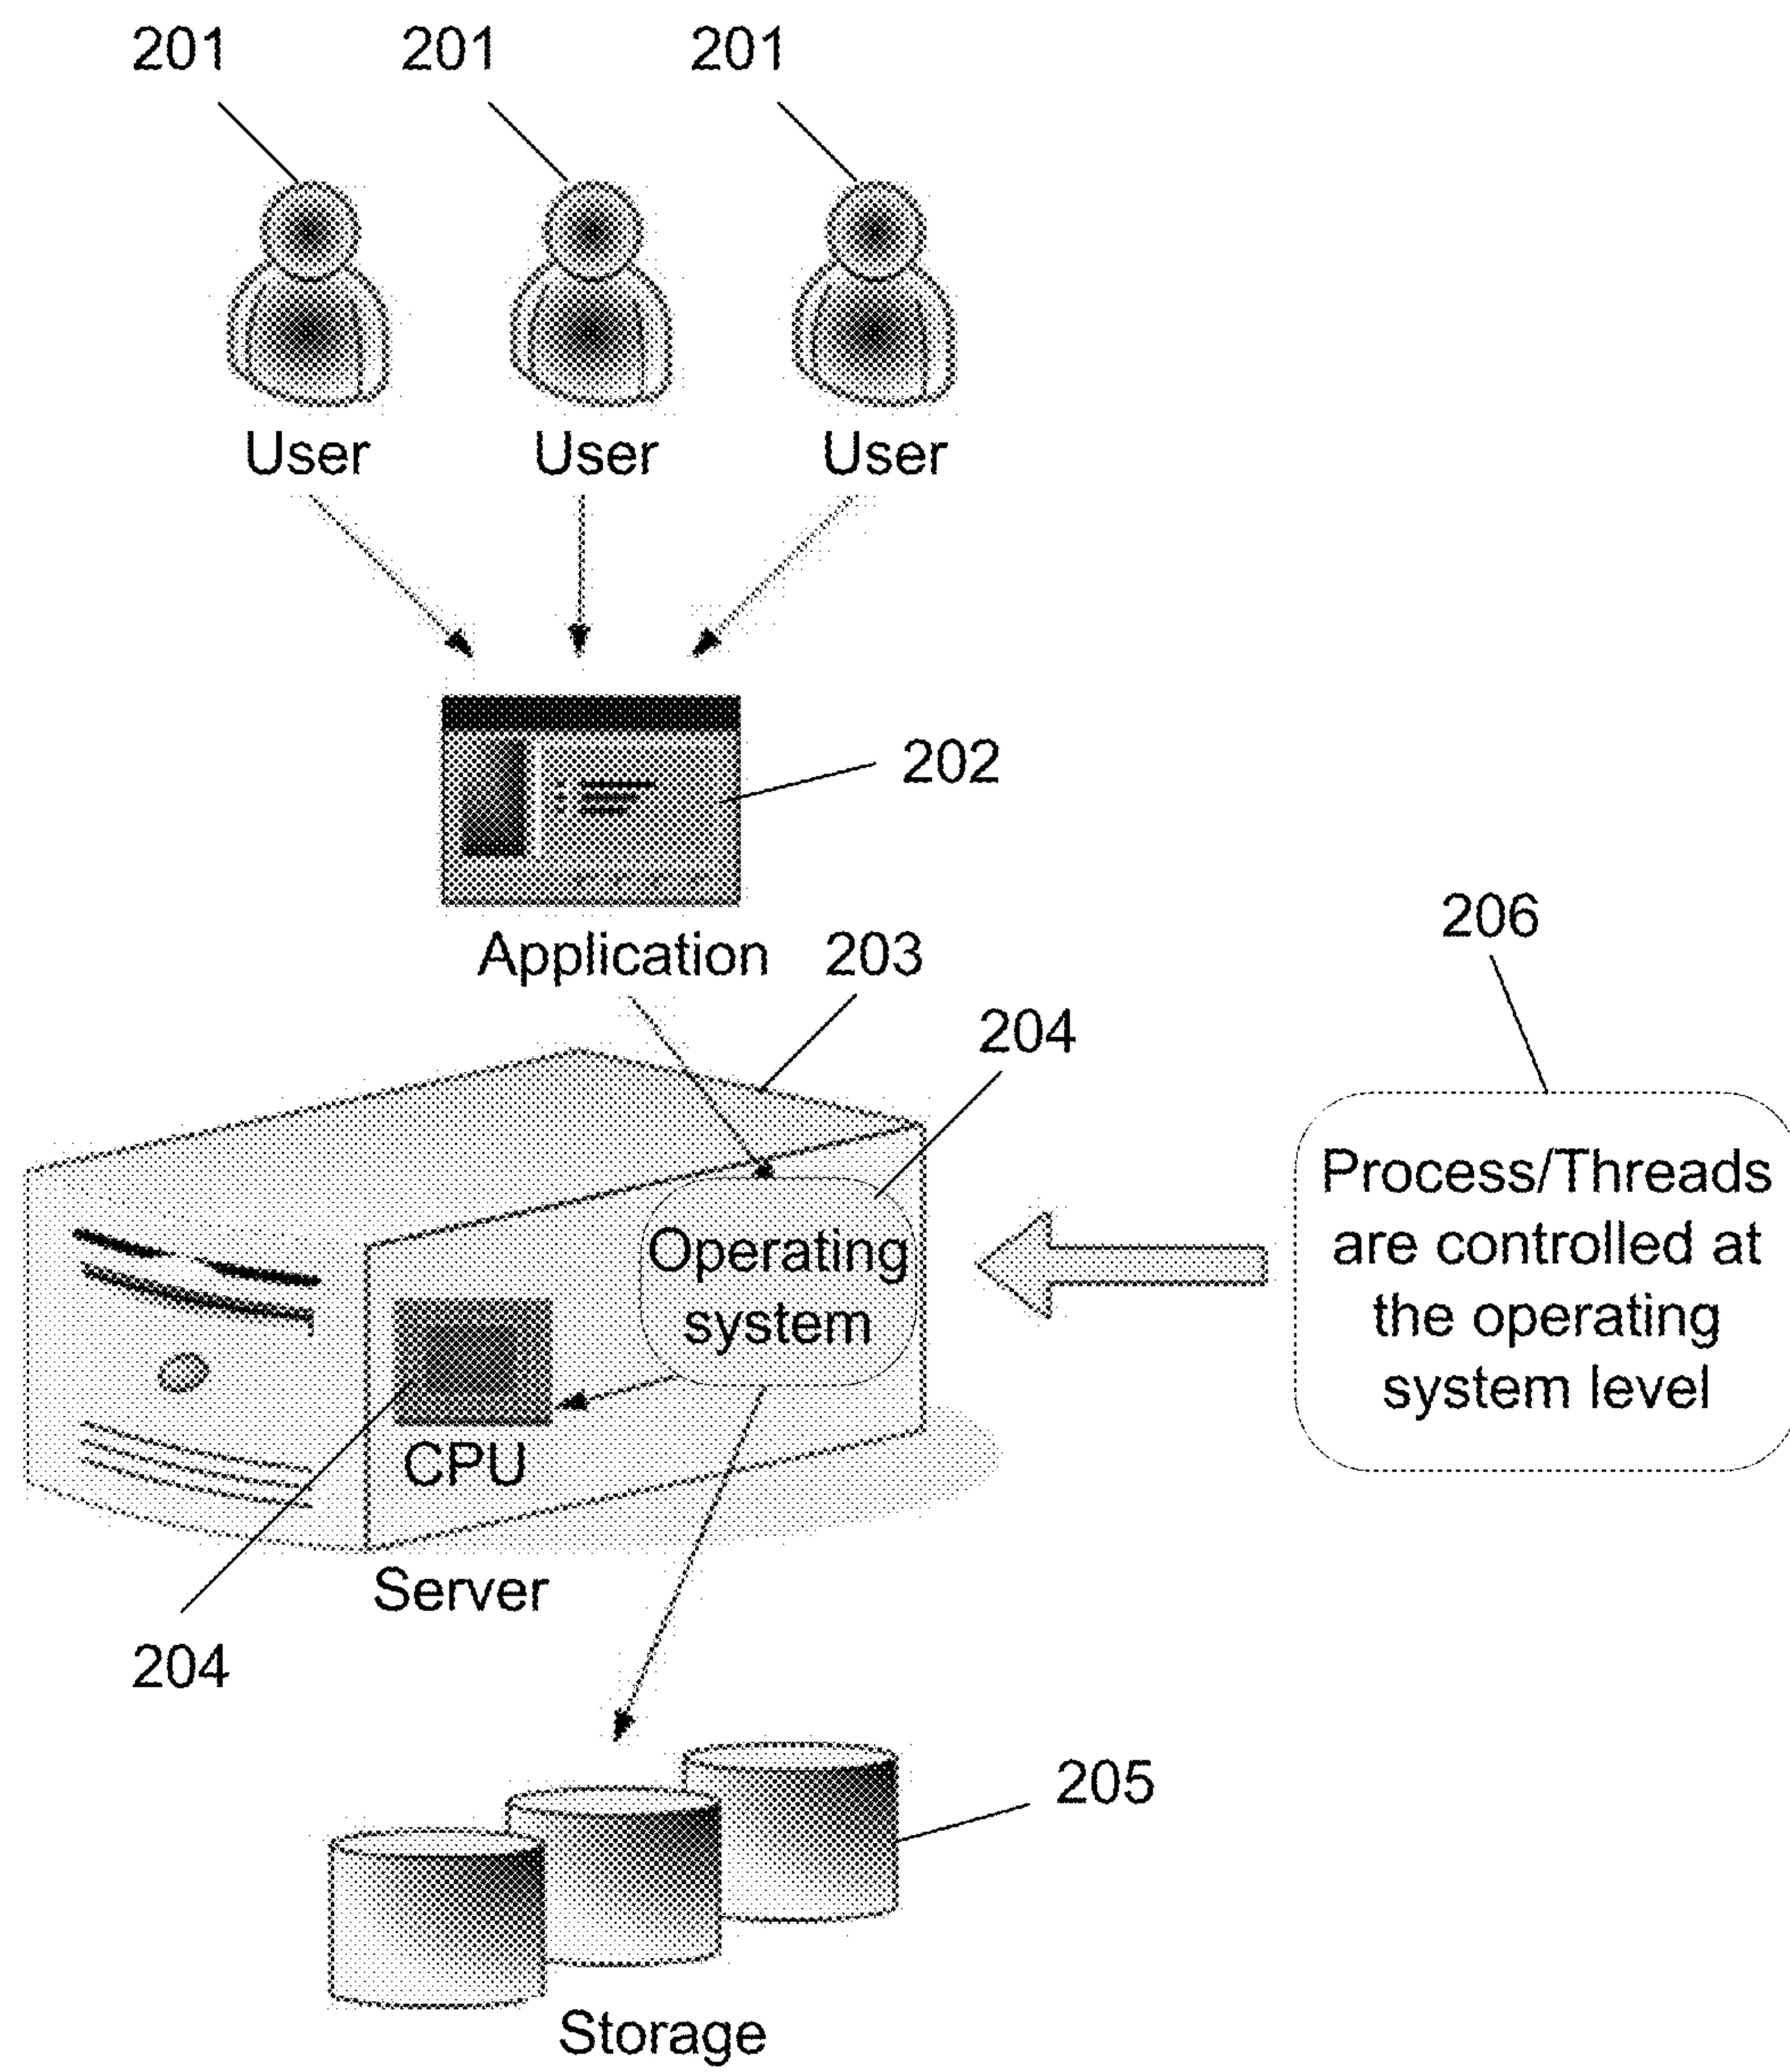 201 201 201
User User User
202
Application 203
204
206
Process/Threads
are controlled at
the operating
system level
Operating
system
CPU
Server
204
205
Storage